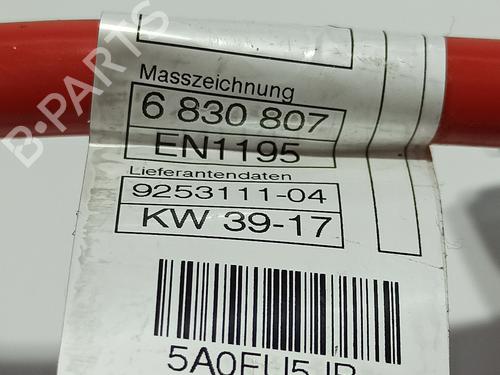 Masszeichnung
6 830 807
EN1195
Lieferantendaten
9253111-04
KW 39-17
B-PARTS